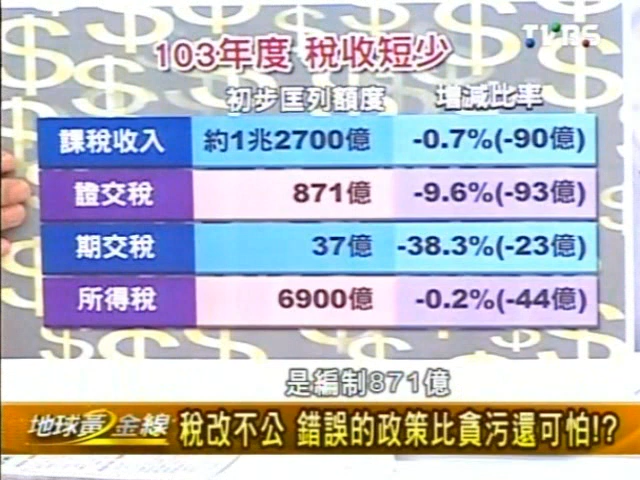 TVBS
103年度 稅收短少
初步匡列額度 增減比率
課稅收入 約1兆2700億 -0.7%(-90億)
證交稅 871億 -9.6%(-93億)
期交稅 37億 -38.3%(-23億)
所得稅 6900億 -0.2%(-44億)
是編制871億
地球黃金線 稅改不公 錯誤的政策比貪污還可怕!?